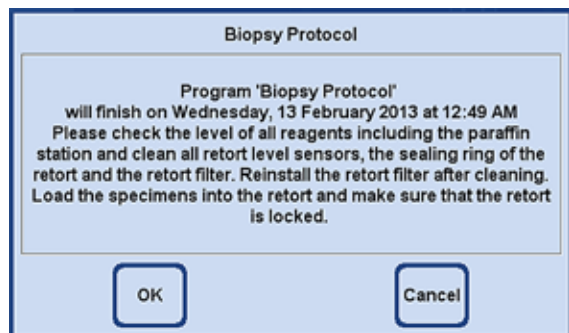 Biopsy Protocol
Program 'Biopsy Protocol'
will finish on Wednesday, 13 February 2013 at 12:49 AM
Please check the level of all reagents including the paraffin
station and clean all retort level sensors, the sealing ring of the
retort and the retort filter. Reinstall the retort filter after cleaning.
Load the specimens into the retort and make sure that the retort
is locked.
OK
Cancel